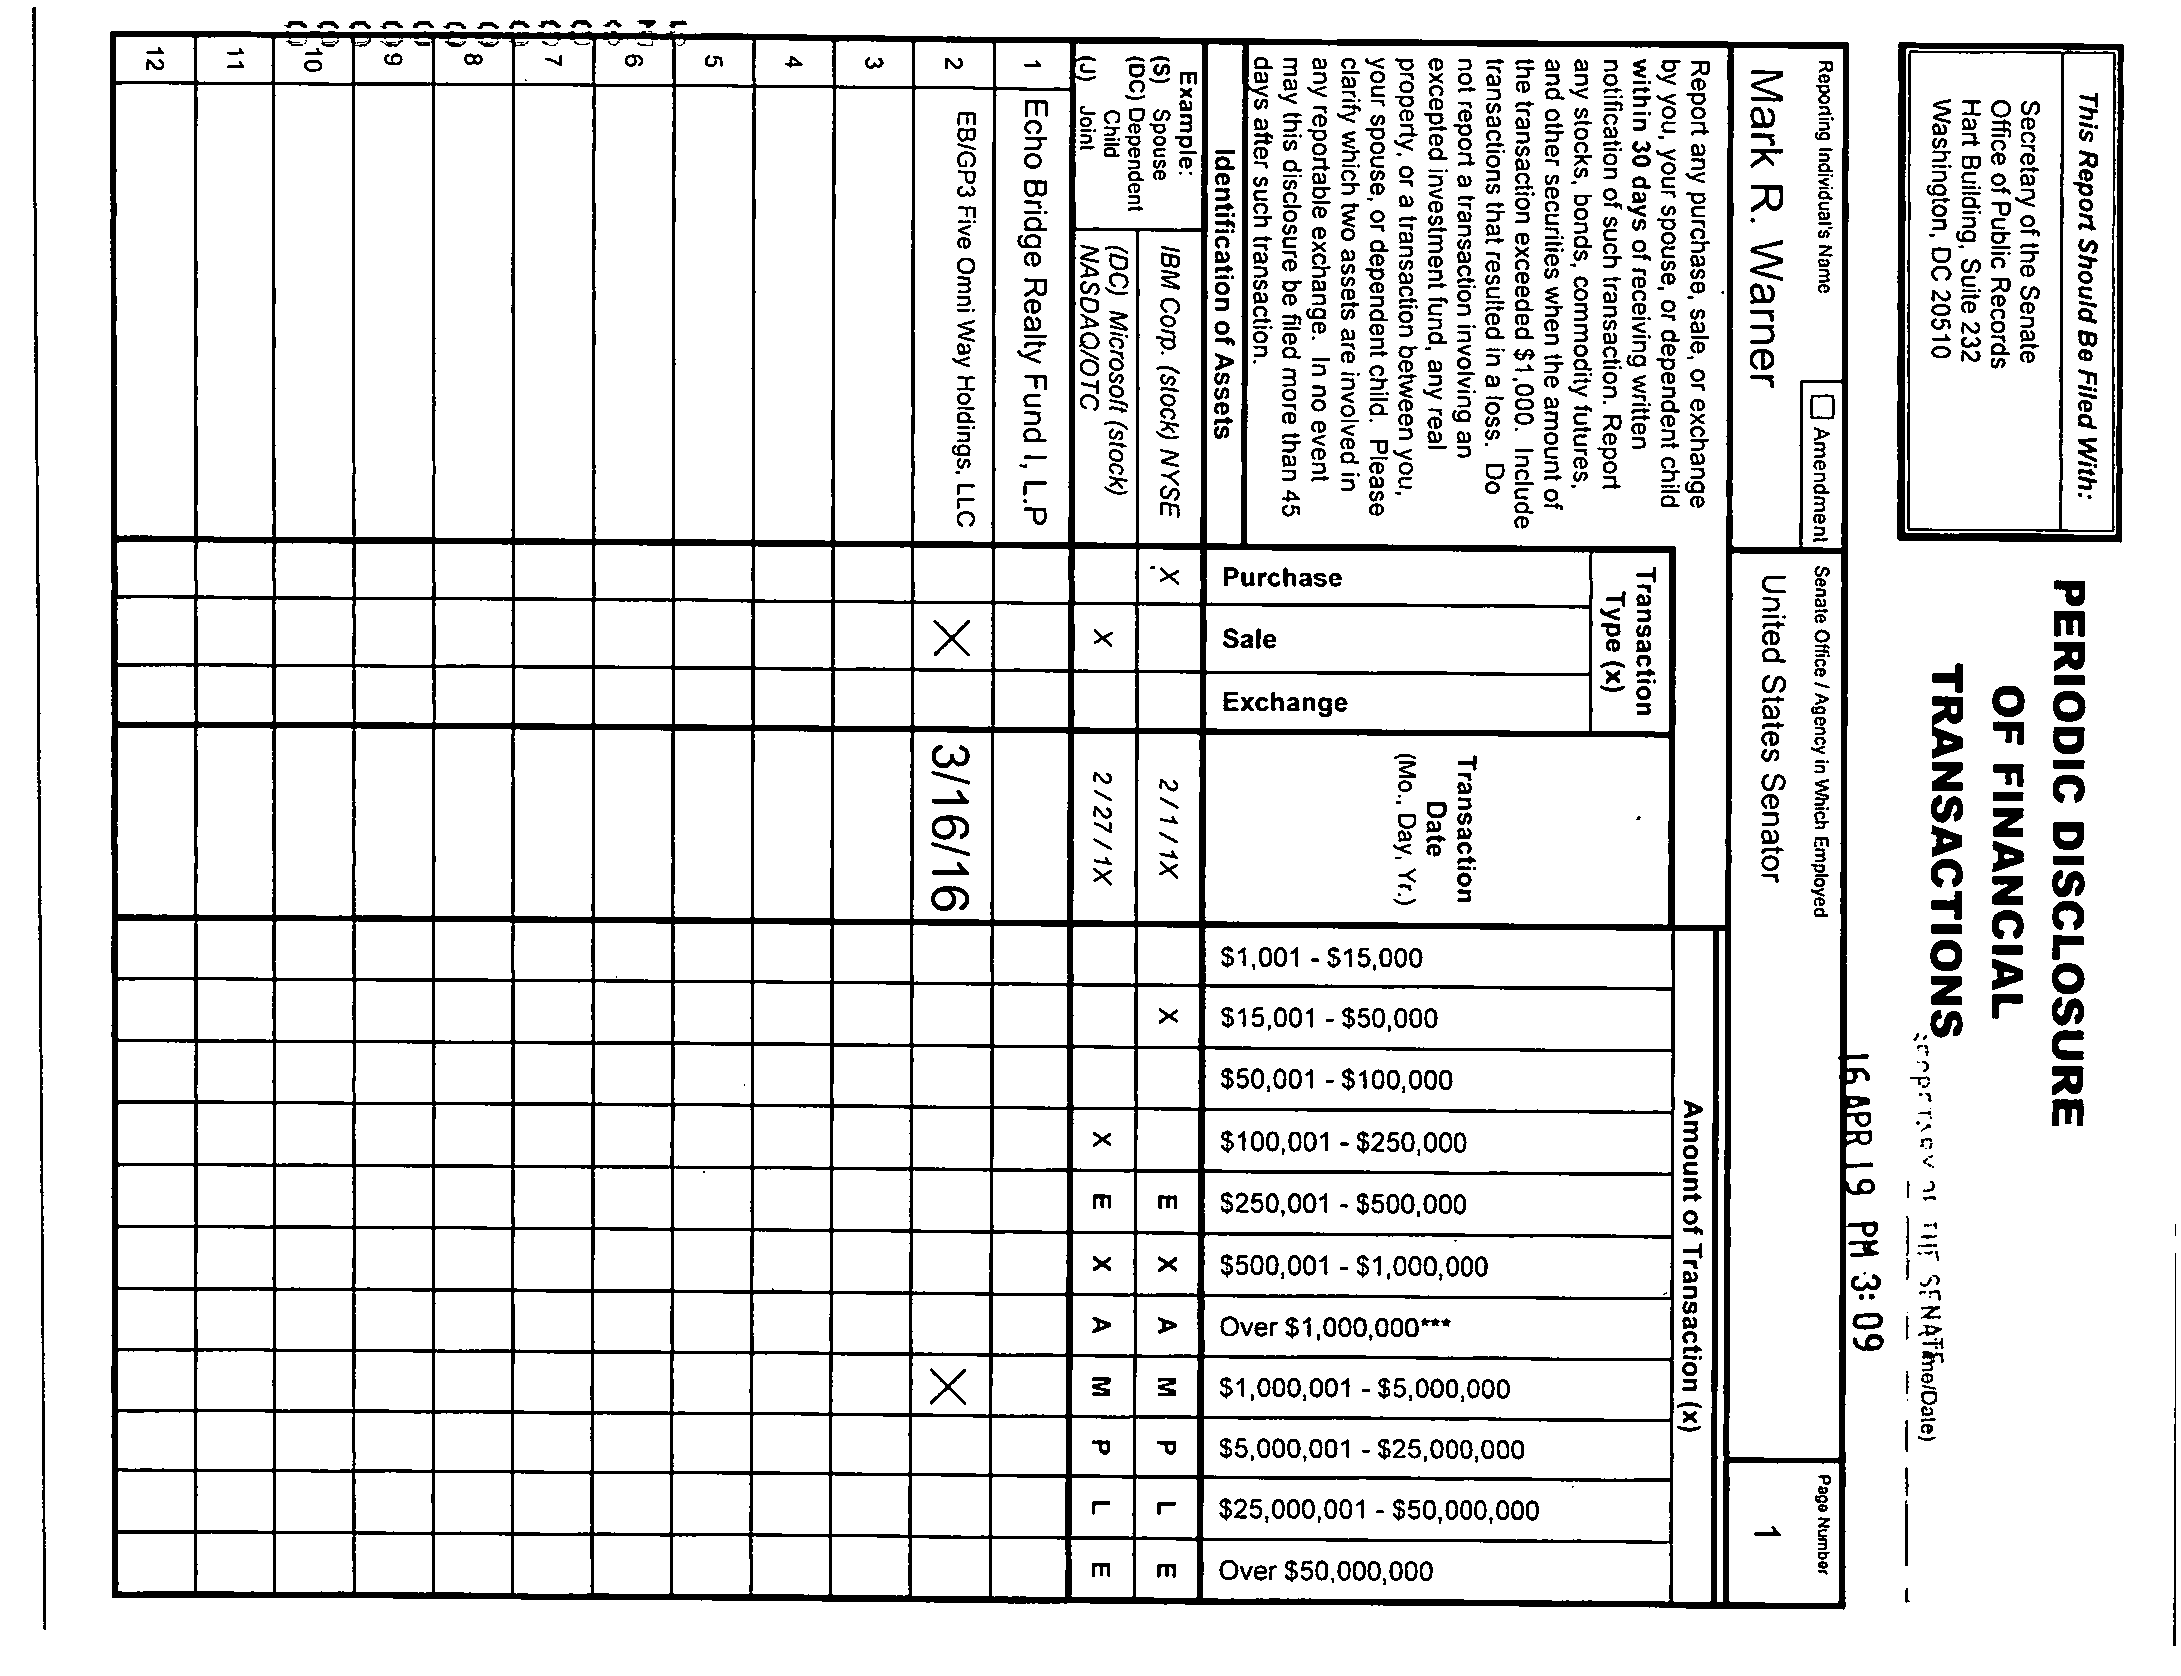 This Report Should Be Filed With:
Secretary of the Senate
Office of Public Records
Hart Building, Suite 232
Washington, DC 20510
PERIODIC DISCLOSURE
OF FINANCIAL
TRANSACTIONS
OF THE SENATE
me/Date)
16 APR 19 PM 3:09
Reporting Individual's Name
Amendment
Mark R. Warner
Senate Office / Agency in Which Employed
United States Senator
Page Number
1
Report any purchase, sale, or exchange
by you, your spouse, or dependent child
within 30 days of receiving written
notification of such transaction. Report
any stocks, bonds, commodity futures,
and other securities when the amount of
the transaction exceeded $1,000. Include
transactions that resulted in a loss. Do
not report a transaction involving an
excepted investment fund, any real
property, or a transaction between you,
your spouse, or dependent child. Please
clarify which two assets are involved in
any reportable exchange. In no event
may this disclosure be filed more than 45
days after such transaction.
Identification of Assets
Transaction
Type (x)
Purchase
Sale
Exchange
Transaction
Date
(Mo., Day, Yr.)
Amount of Transaction (x)
$1,001 - $15,000
$15,001 - $50,000
$50,001 - $100,000
$100,001 - $250,000
$250,001 - $500,000
$500,001 - $1,000,000
Over $1,000,000***
$1,000,001 - $5,000,000
$5,000,001 - $25,000,000
$25,000,001 - $50,000,000
Over $50,000,000
Example:
(S) Spouse
(DC) Dependent
Child
(J) Joint
IBM Corp. (stock) NYSE X 2 / 1 / 1X X E X A M P L E
(DC) Microsoft (stock)
NASDAQ/OTC X 2 / 27 / 1X X E X A M P L E
1 Echo Bridge Realty Fund I, L.P
2 EB/GP3 Five Omni Way Holdings, LLC X 3/16/16 X
3
4
5
6
7
8
9
10
11
12